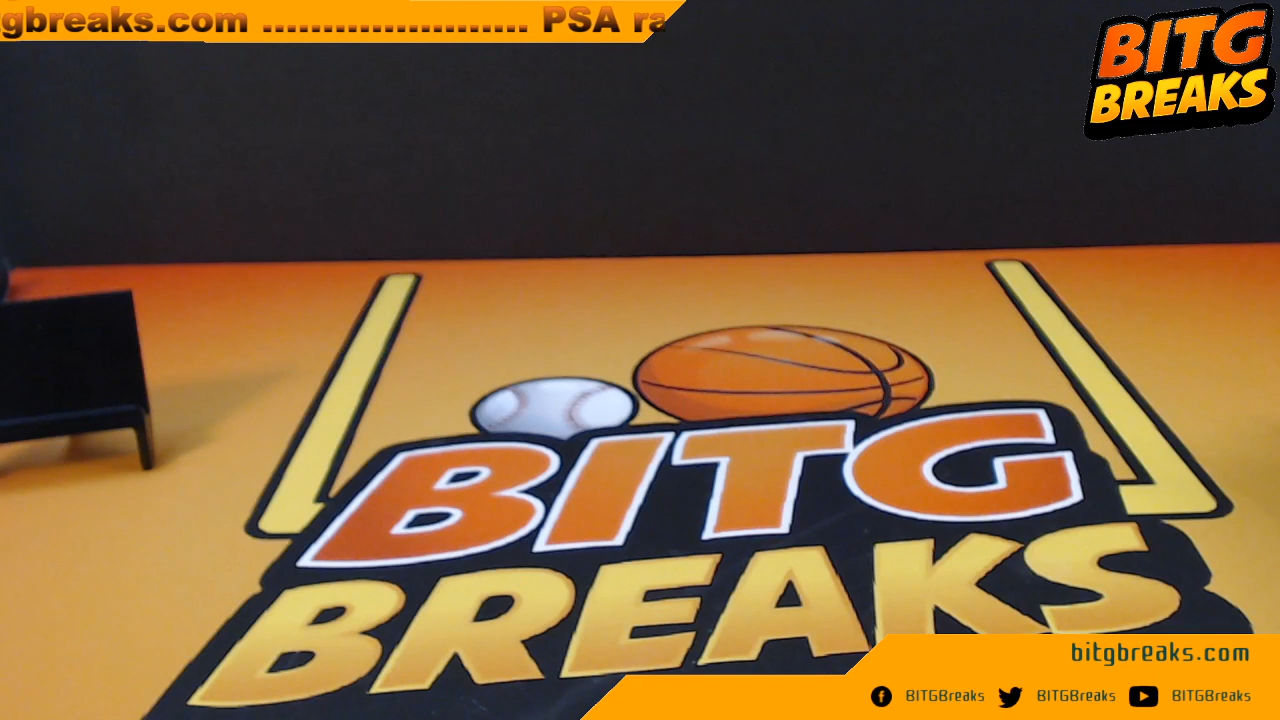 gbreaks.com ...................... PSA ra
BITG
BREAKS
BITG
BREAKS
bitgbreaks.com
BITGBreaks BITGBreaks BITGBreaks